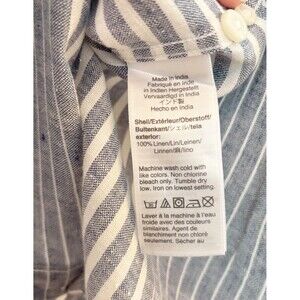 Made in India
Fabriqué en Inde
in Indien Hergestellt
Vervaardigd in India
インド製
Hecho en India
Shell/Extérieur/Oberstoff/
Buitenkant/シェル/tela
exterior:
100% Linen/Lin/Leinen/
Linnen/麻/lino
Machine wash cold with
like colors. Non chlorine
bleach only. Tumble dry
low. Iron on lowest setting.
Laver à la machine à l'eau
froide avec des couleurs
similaires. Agent de
blanchiment non chloré